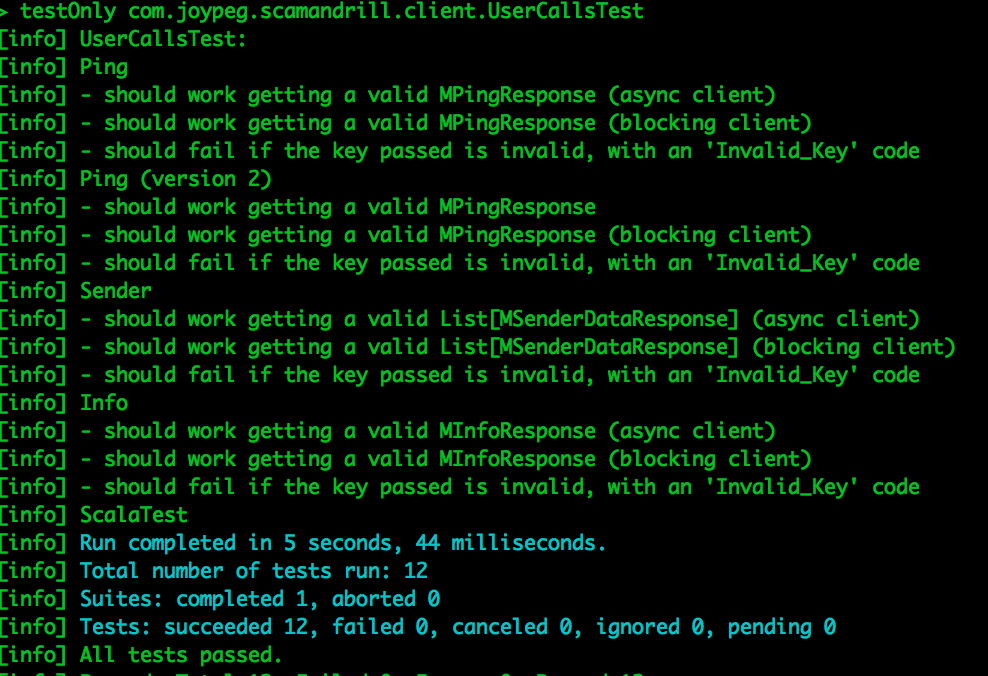 > testOnly com.joypeg.scamandrill.client.UserCallsTest
[info] UserCallsTest:
[info] Ping
[info] - should work getting a valid MPingResponse (async client)
[info] - should work getting a valid MPingResponse (blocking client)
[info] - should fail if the key passed is invalid, with an 'Invalid_Key' code
[info] Ping (version 2)
[info] - should work getting a valid MPingResponse
[info] - should work getting a valid MPingResponse (blocking client)
[info] - should fail if the key passed is invalid, with an 'Invalid_Key' code
[info] Sender
[info] - should work getting a valid List[MSenderDataResponse] (async client)
[info] - should work getting a valid List[MSenderDataResponse] (blocking client)
[info] - should fail if the key passed is invalid, with an 'Invalid_Key' code
[info] Info
[info] - should work getting a valid MInfoResponse (async client)
[info] - should work getting a valid MInfoResponse (blocking client)
[info] - should fail if the key passed is invalid, with an 'Invalid_Key' code
[info] ScalaTest
[info] Run completed in 5 seconds, 44 milliseconds.
[info] Total number of tests run: 12
[info] Suites: completed 1, aborted 0
[info] Tests: succeeded 12, failed 0, canceled 0, ignored 0, pending 0
[info] All tests passed.